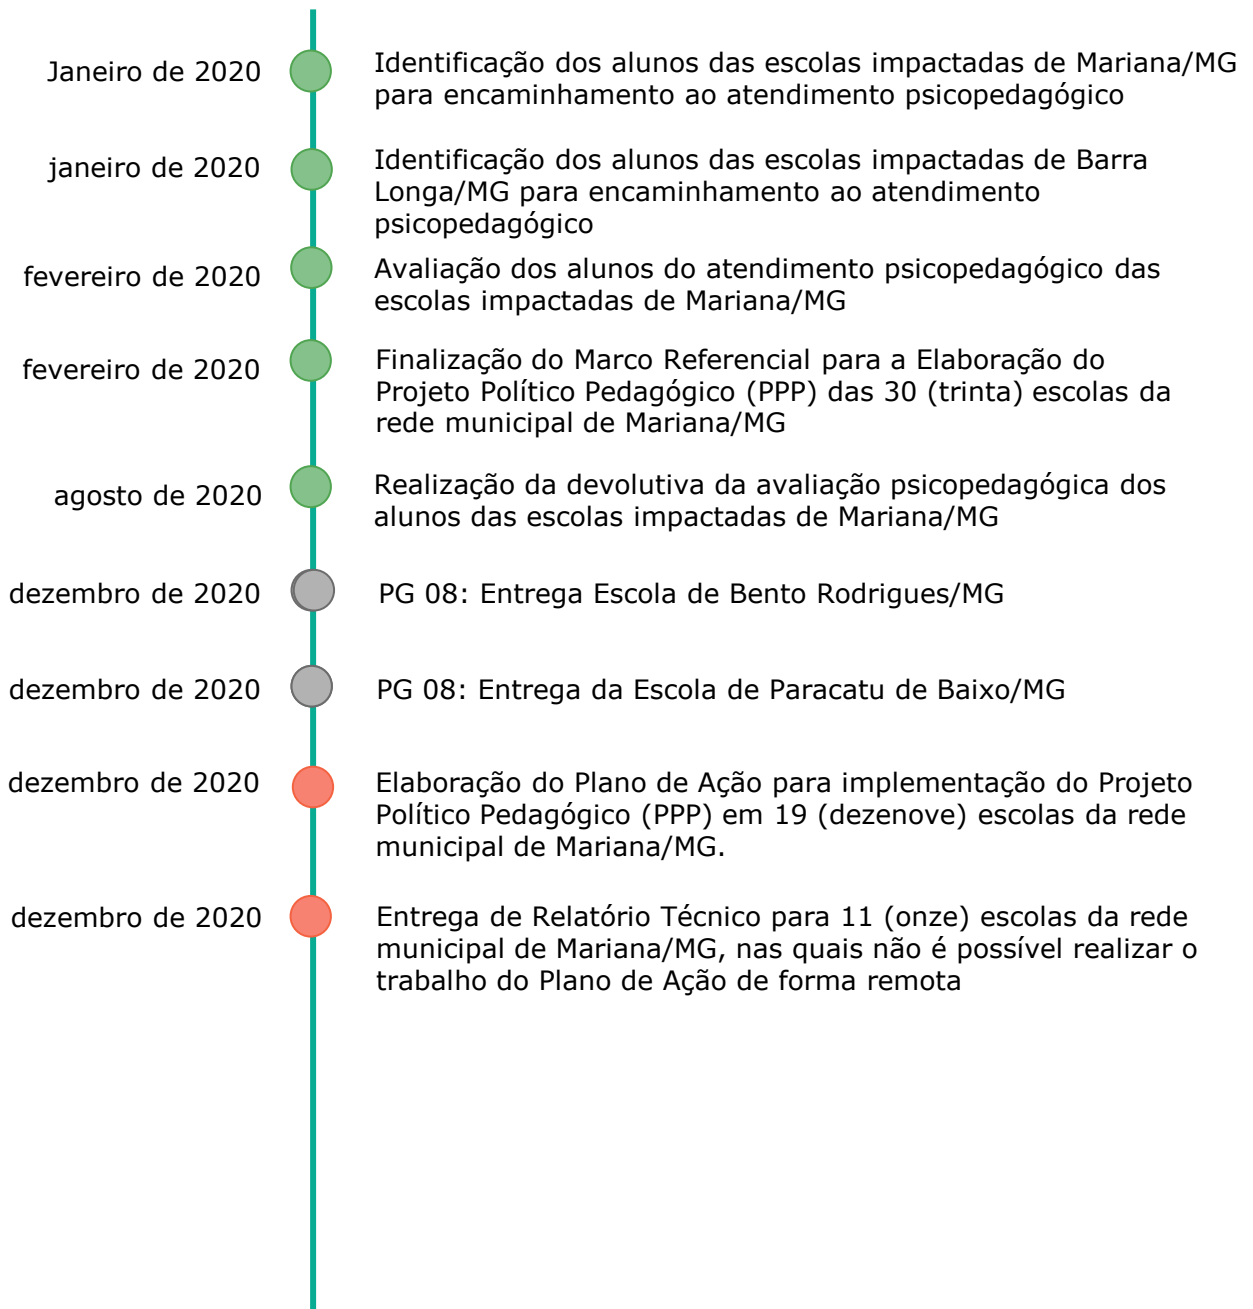 Janeiro de 2020
Identificação dos alunos das escolas impactadas de Mariana/MG
para encaminhamento ao atendimento psicopedagógico
janeiro de 2020
Identificação dos alunos das escolas impactadas de Barra
Longa/MG para encaminhamento ao atendimento
psicopedagógico
fevereiro de 2020
Avaliação dos alunos do atendimento psicopedagógico das
escolas impactadas de Mariana/MG
fevereiro de 2020
Finalização do Marco Referencial para a Elaboração do
Projeto Político Pedagógico (PPP) das 30 (trinta) escolas da
rede municipal de Mariana/MG
agosto de 2020
Realização da devolutiva da avaliação psicopedagógica dos
alunos das escolas impactadas de Mariana/MG
dezembro de 2020
PG 08: Entrega Escola de Bento Rodrigues/MG
dezembro de 2020
PG 08: Entrega da Escola de Paracatu de Baixo/MG
dezembro de 2020
Elaboração do Plano de Ação para implementação do Projeto
Político Pedagógico (PPP) em 19 (dezenove) escolas da rede
municipal de Mariana/MG.
dezembro de 2020
Entrega de Relatório Técnico para 11 (onze) escolas da rede
municipal de Mariana/MG, nas quais não é possível realizar o
trabalho do Plano de Ação de forma remota